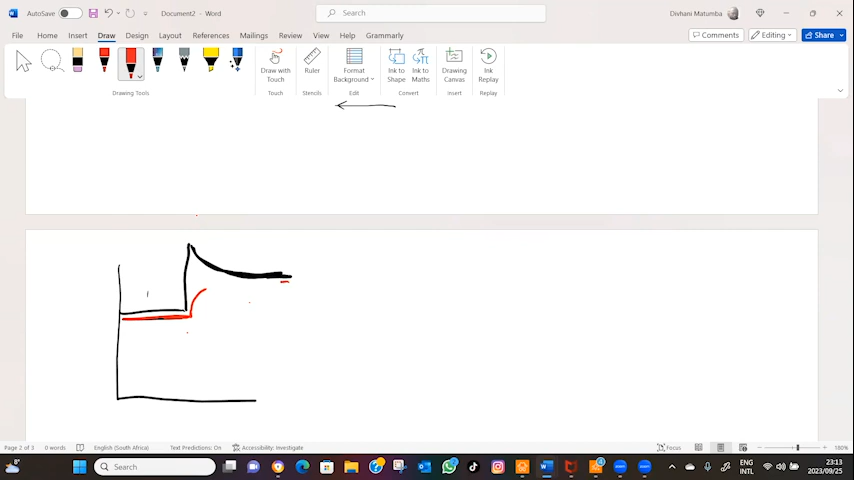 AutoSave Document2 - Word Search Divhani Matumba
File Home Insert Draw Design Layout References Mailings Review View Help Grammarly Comments Editing Share
Draw with Touch Ruler Format Background Ink to Shape Ink to Maths Drawing Canvas Ink Replay
Drawing Tools Touch Stencils Edit Convert Insert Replay
Page 2 of 3 0 words English (South Africa) Text Predictions: On Accessibility: Investigate Focus 180%
8° Search ENG INTL 23:13 2023/09/25